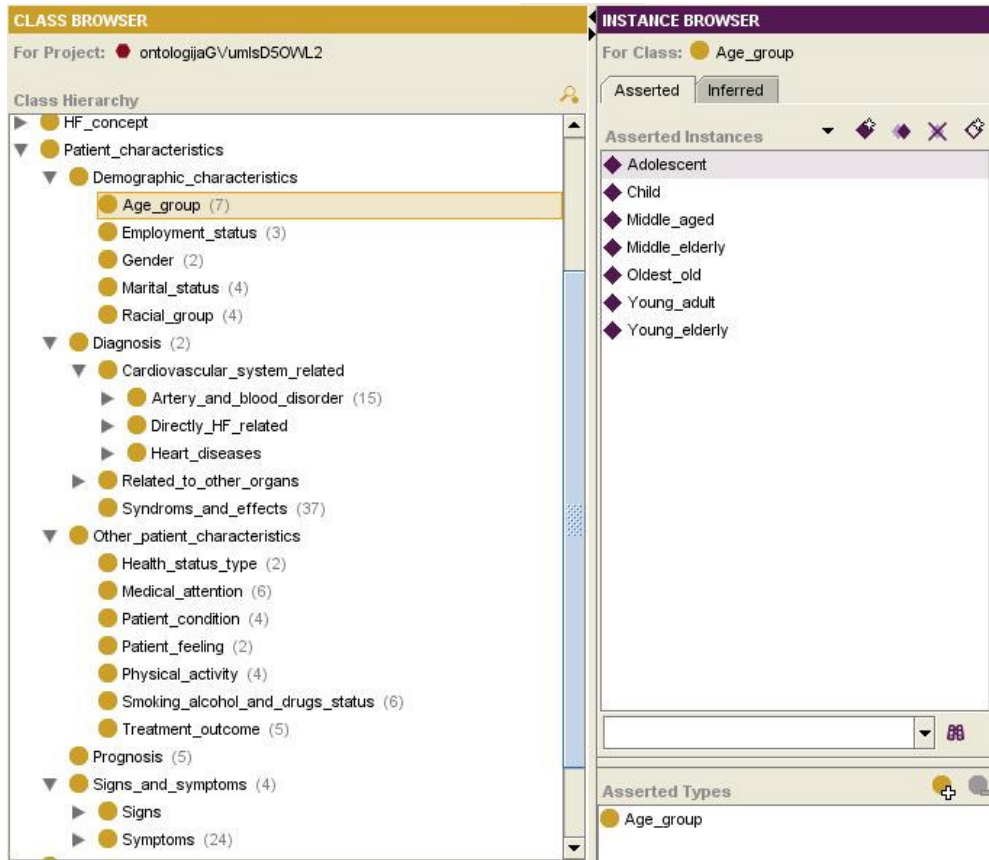 CLASS BROWSER
For Project: ontologijaGVumlsD5OWL2
Class Hierarchy
HF_concept
Patient_characteristics
Demographic_characteristics
Age_group (7)
Employment_status (3)
Gender (2)
Marital_status (4)
Racial_group (4)
Diagnosis (2)
Cardiovascular_system_related
Artery_and_blood_disorder (15)
Directly_HF_related
Heart_diseases
Related_to_other_organs
Syndroms_and_effects (37)
Other_patient_characteristics
Health_status_type (2)
Medical_attention (6)
Patient_condition (4)
Patient_feeling (2)
Physical_activity (4)
Smoking_alcohol_and_drugs_status (6)
Treatment_outcome (5)
Prognosis (5)
Signs_and_symptoms (4)
Signs
Symptoms (24)
INSTANCE BROWSER
For Class: Age_group
Asserted Inferred
Asserted Instances
Adolescent
Child
Middle_aged
Middle_elderly
Oldest_old
Young_adult
Young_elderly
Asserted Types
Age_group